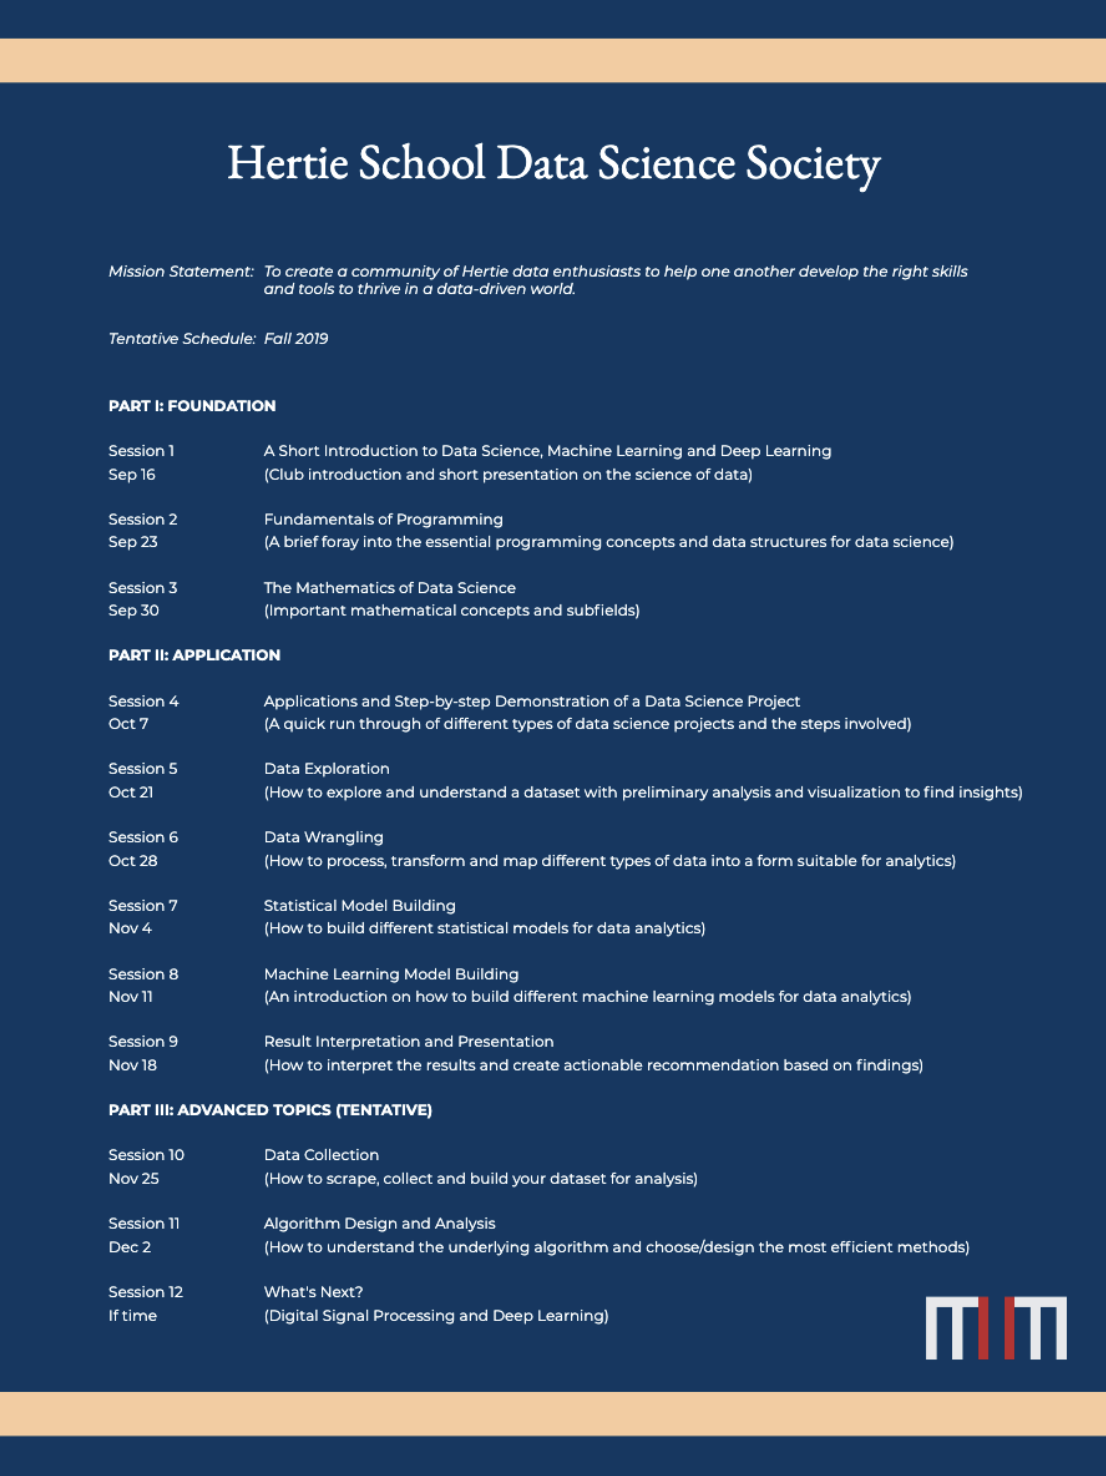 Hertie School Data Science Society
Mission Statement: To create a community of Hertie data enthusiasts to help one another develop the right skills
and tools to thrive in a data-driven world.
Tentative Schedule: Fall 2019
PART I: FOUNDATION
Session 1 A Short Introduction to Data Science, Machine Learning and Deep Learning
Sep 16 (Club introduction and short presentation on the science of data)
Session 2 Fundamentals of Programming
Sep 23 (A brief foray into the essential programming concepts and data structures for data science)
Session 3 The Mathematics of Data Science
Sep 30 (Important mathematical concepts and subfields)
PART II: APPLICATION
Session 4 Applications and Step-by-step Demonstration of a Data Science Project
Oct 7 (A quick run through of different types of data science projects and the steps involved)
Session 5 Data Exploration
Oct 21 (How to explore and understand a dataset with preliminary analysis and visualization to find insights)
Session 6 Data Wrangling
Oct 28 (How to process, transform and map different types of data into a form suitable for analytics)
Session 7 Statistical Model Building
Nov 4 (How to build different statistical models for data analytics)
Session 8 Machine Learning Model Building
Nov 11 (An introduction on how to build different machine learning models for data analytics)
Session 9 Result Interpretation and Presentation
Nov 18 (How to interpret the results and create actionable recommendation based on findings)
PART III: ADVANCED TOPICS (TENTATIVE)
Session 10 Data Collection
Nov 25 (How to scrape, collect and build your dataset for analysis)
Session 11 Algorithm Design and Analysis
Dec 2 (How to understand the underlying algorithm and choose/design the most efficient methods)
Session 12 What's Next?
If time (Digital Signal Processing and Deep Learning)